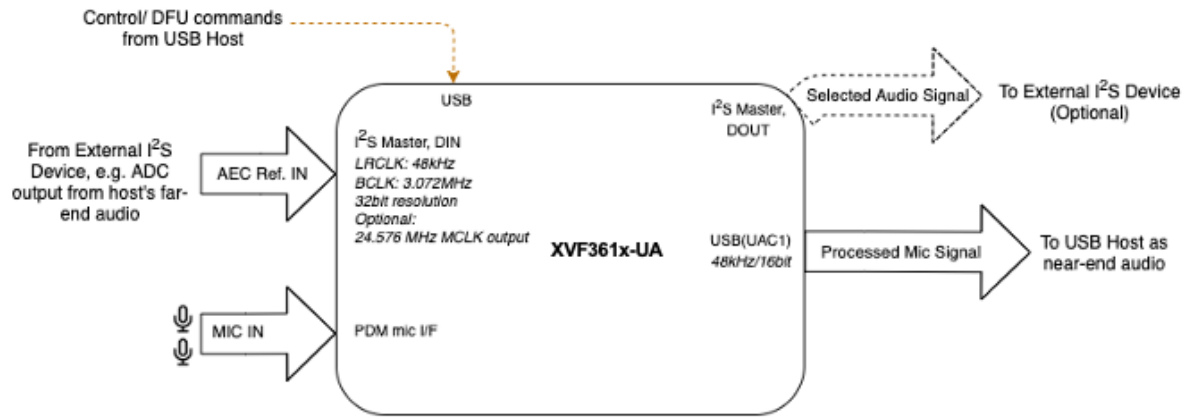 Control/ DFU commands
from USB Host
USB
I²S Master,
DOUT
Selected Audio Signal
To External I²S Device
(Optional)
From External I²S
Device, e.g. ADC
output from host's far-
end audio
AEC Ref. IN
I²S Master, DIN
LRCLK: 48kHz
BCLK: 3.072MHz
32bit resolution
Optional:
24.576 MHz MCLK output
XVF361x-UA
USB(UAC1)
48kHz/16bit
Processed Mic Signal
To USB Host as
near-end audio
MIC IN
PDM mic I/F